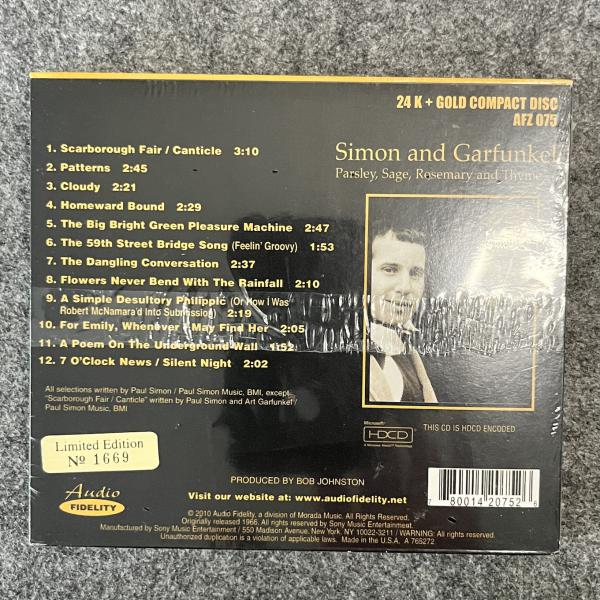 24 K + GOLD COMPACT DISC
AFZ 075
Simon and Garfunkel
Parsley, Sage, Rosemary and Thyme
1. Scarborough Fair / Canticle 3:10
2. Patterns 2:45
3. Cloudy 2:21
4. Homeward Bound 2:29
5. The Big Bright Green Pleasure Machine 2:47
6. The 59th Street Bridge Song (Feelin' Groovy) 1:53
7. The Dangling Conversation 2:37
8. Flowers Never Bend With The Rainfall 2:10
9. A Simple Desultory Philippic (Or How I Was
Robert McNamara'd Into Submission) 2:19
10. For Emily, Whenever I May Find Her 2:05
11. A Poem On The Underground Wall 1:52
12. 7 O'Clock News / Silent Night 2:02
All selections written by Paul Simon / Paul Simon Music, BMI, except
"Scarborough Fair / Canticle" written by Paul Simon and Art Garfunkel /
Paul Simon Music, BMI
Microsoft
HDCD
THIS CD IS HDCD ENCODED
Limited Edition
№ 1669
Audio
FIDELITY
PRODUCED BY BOB JOHNSTON
Visit our website at: www.audiofidelity.net
7 80014 20752 6
© 2010 Audio Fidelity, a division of Morada Music. All Rights Reserved.
Originally released 1966. All rights reserved by Sony Music Entertainment.
Manufactured by Sony Music Entertainment / 550 Madison Avenue, New York, NY 10022-3211 / WARNING: All rights reserved.
Unauthorized duplication is a violation of applicable laws. Made in the U.S.A. A 765272